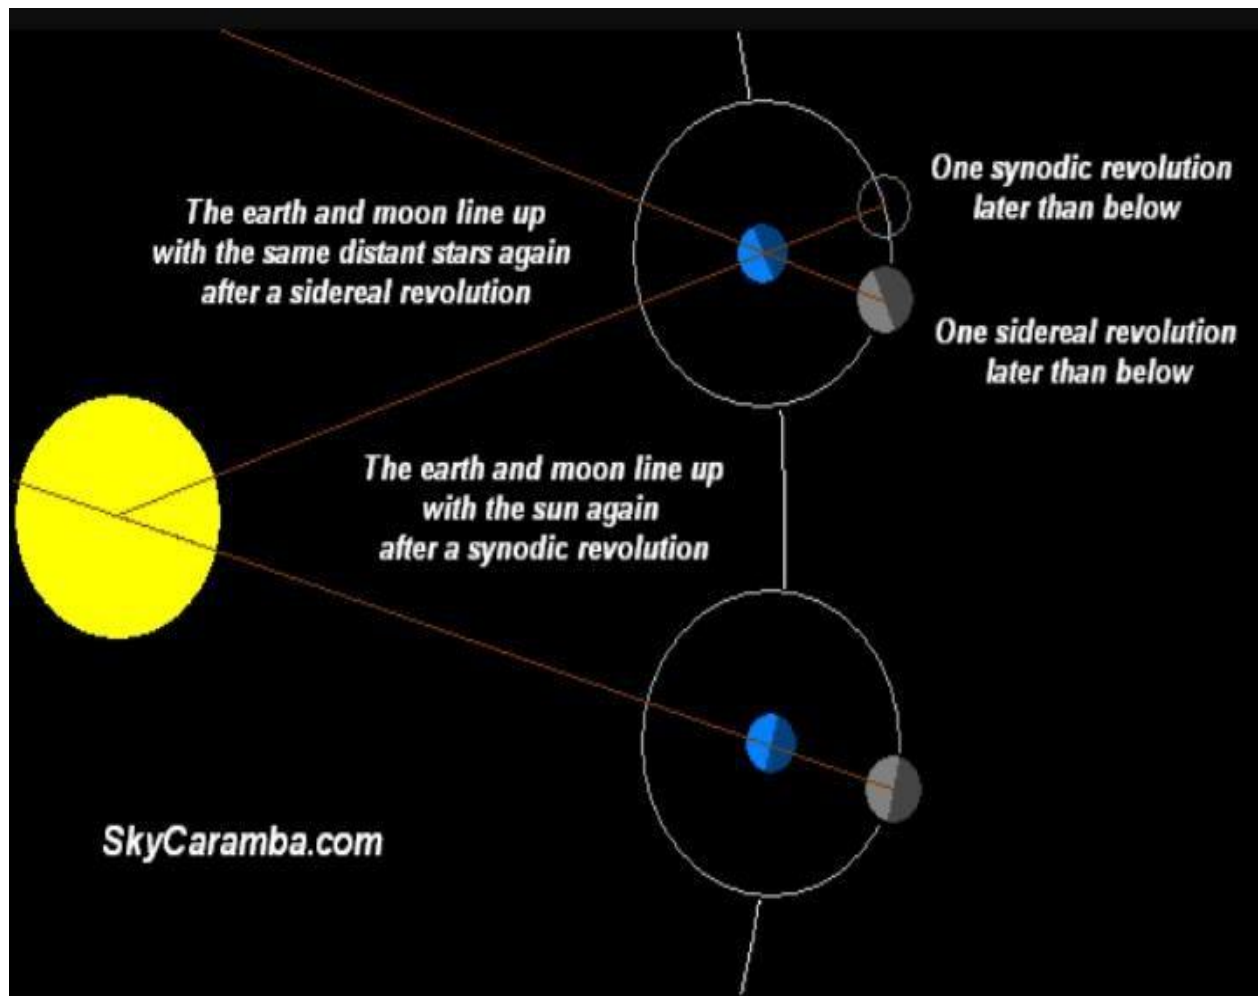 One synodic revolution
later than below
The earth and moon line up
with the same distant stars again
after a sidereal revolution
One sidereal revolution
later than below
The earth and moon line up
with the sun again
after a synodic revolution
SkyCaramba.com